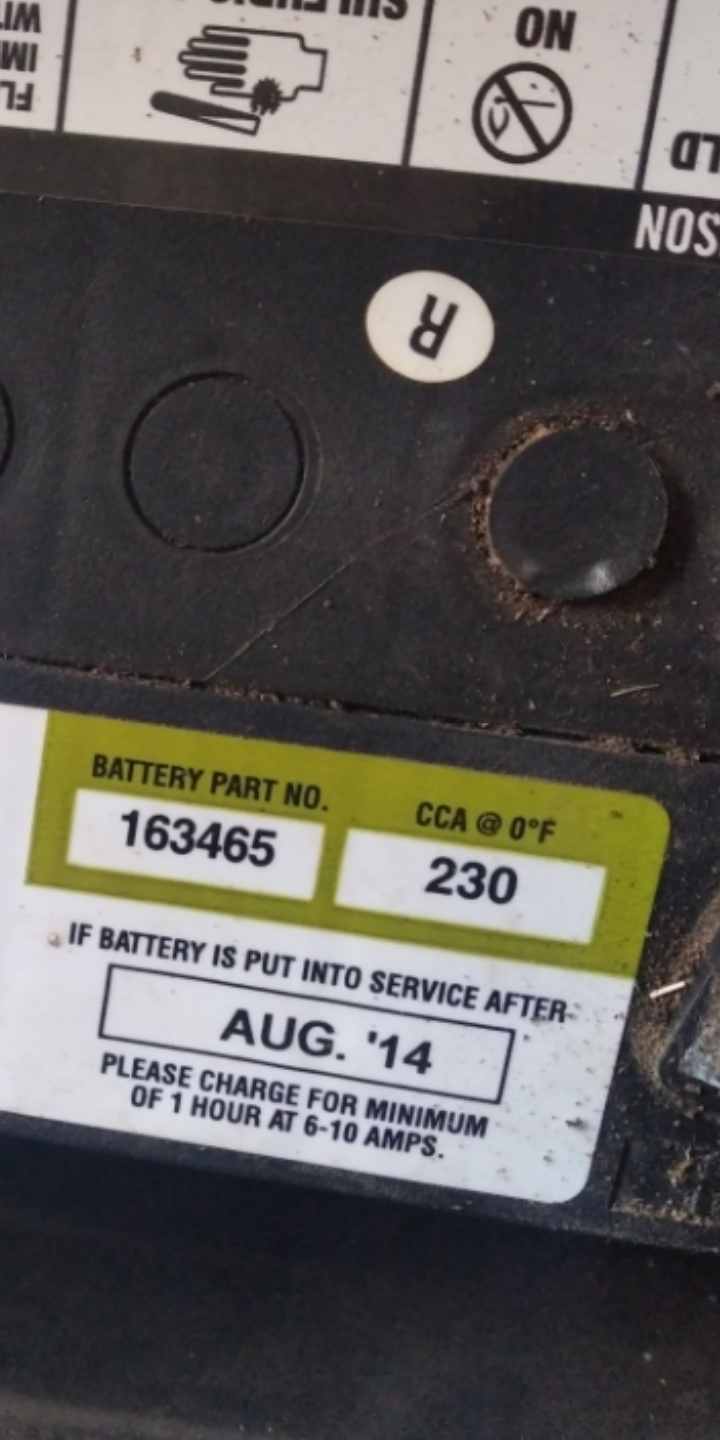 NO
R
BATTERY PART NO.
163465
CCA @ 0°F
230
IF BATTERY IS PUT INTO SERVICE AFTER
AUG. '14
PLEASE CHARGE FOR MINIMUM
OF 1 HOUR AT 6-10 AMPS.